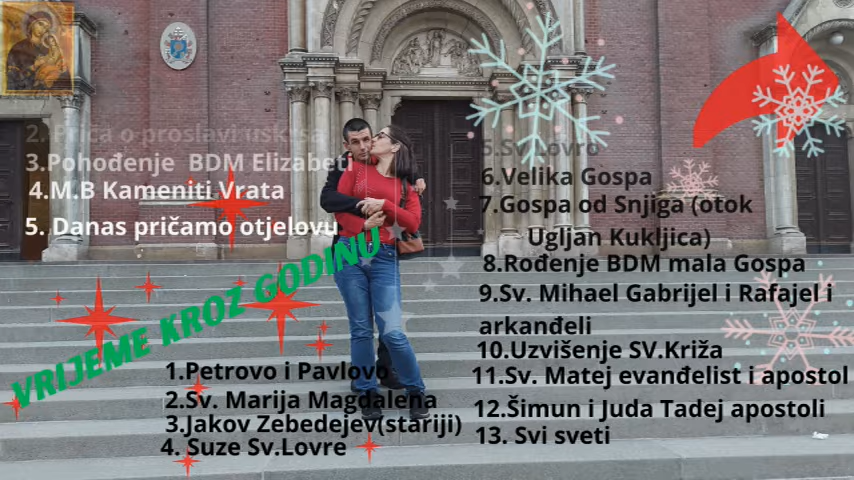 2. Priča o proslavi uskrsa
3.Pohođenje BDM Elizabeti
4.M.B Kameniti Vrata
5. Danas pričamo otjelovu
VRIJEME KROZ GODINU
1.Petrovo i Pavlovo
2.Sv. Marija Magdalena
3.Jakov Zebedejev(stariji)
4. Suze Sv.Lovre
5.Sv.Lovro
6.Velika Gospa
7.Gospa od Snjiga (otok
Ugljan Kukljica)
8.Rođenje BDM mala Gospa
9.Sv. Mihael Gabrijel i Rafajel i
arkanđeli
10.Uzvišenje SV.Križa
11.Sv. Matej evanđelist i apostol
12.Šimun i Juda Tadej apostoli
13. Svi sveti